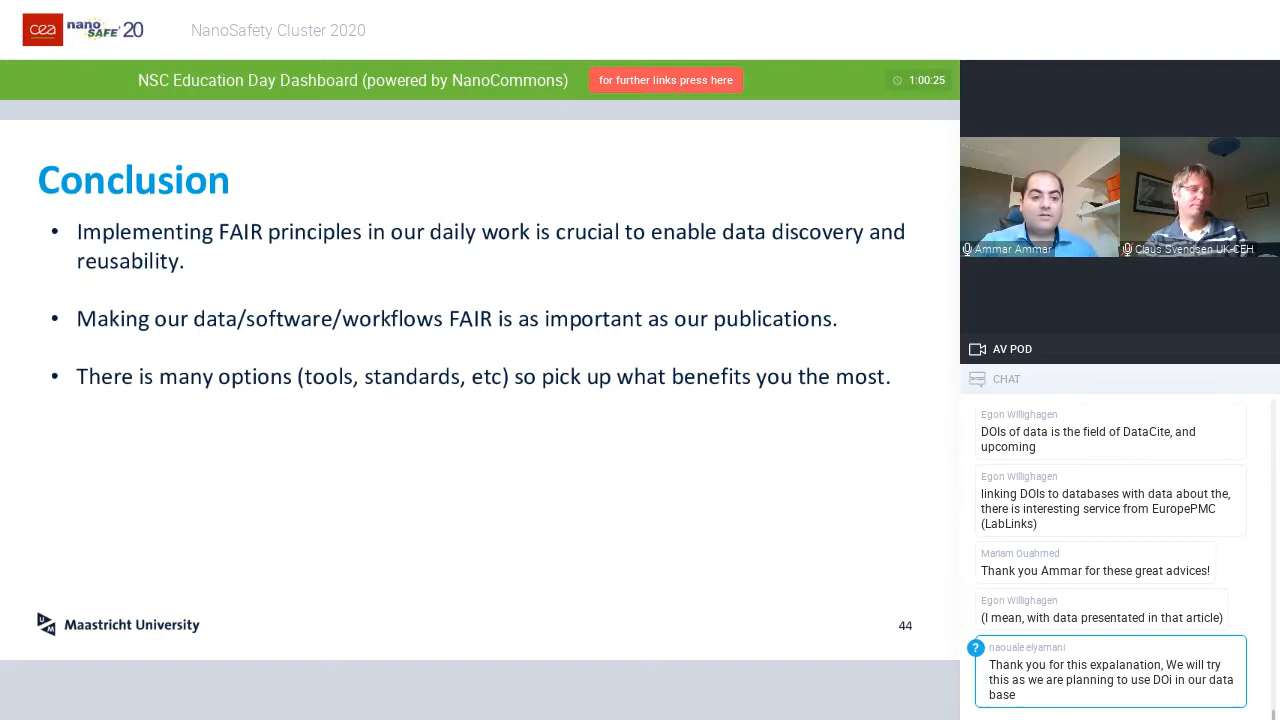 cea nano SAFE'20
NanoSafety Cluster 2020
NSC Education Day Dashboard (powered by NanoCommons)
for further links press here
1:00:25
Conclusion
• Implementing FAIR principles in our daily work is crucial to enable data discovery and
reusability.
• Making our data/software/workflows FAIR is as important as our publications.
• There is many options (tools, standards, etc) so pick up what benefits you the most.
Maastricht University
44
Ammar Ammar
Claus Svendsen UK-CEH
AV POD
CHAT
Egon Willighagen
DOIs of data is the field of DataCite, and
upcoming
Egon Willighagen
linking DOIs to databases with data about the,
there is interesting service from EuropePMC
(LabLinks)
Mariam Ouahmed
Thank you Ammar for these great advices!
Egon Willighagen
(I mean, with data presentated in that article)
?
naouale elyamani
Thank you for this expalanation, We will try
this as we are planning to use DOi in our data
base